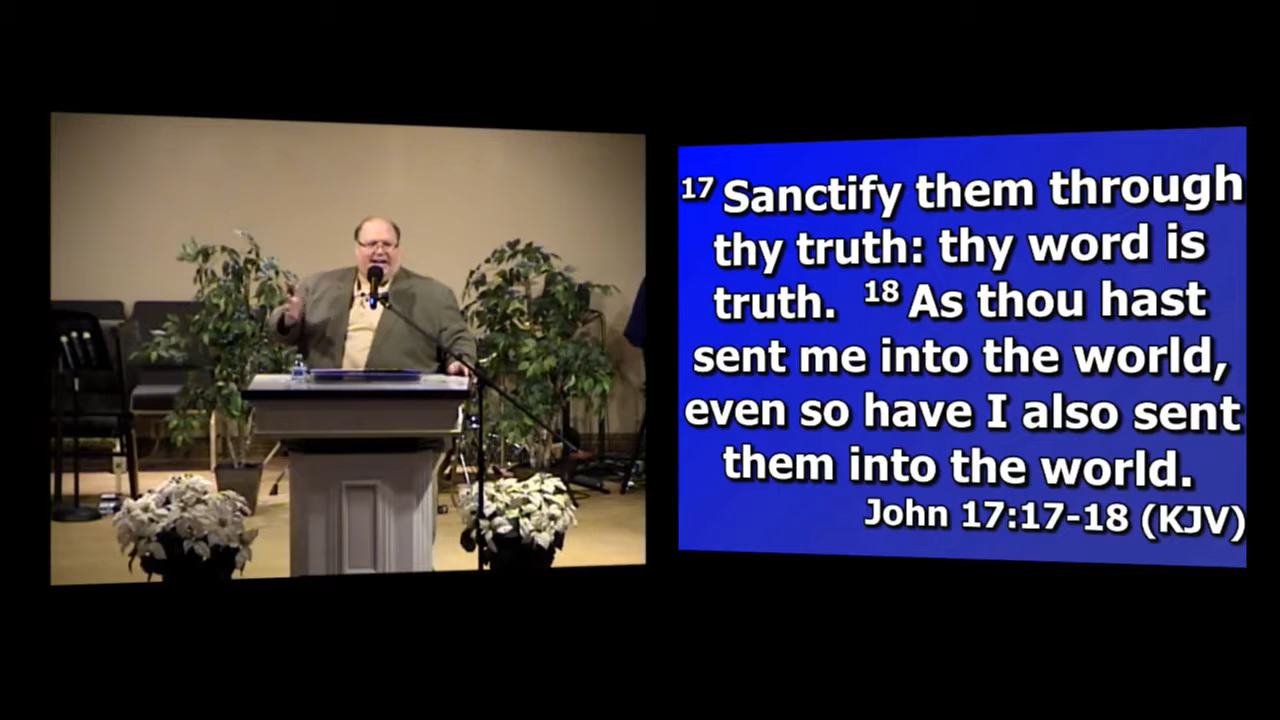 17 Sanctify them through
thy truth: thy word is
truth. 18 As thou hast
sent me into the world,
even so have I also sent
them into the world.
John 17:17-18 (KJV)